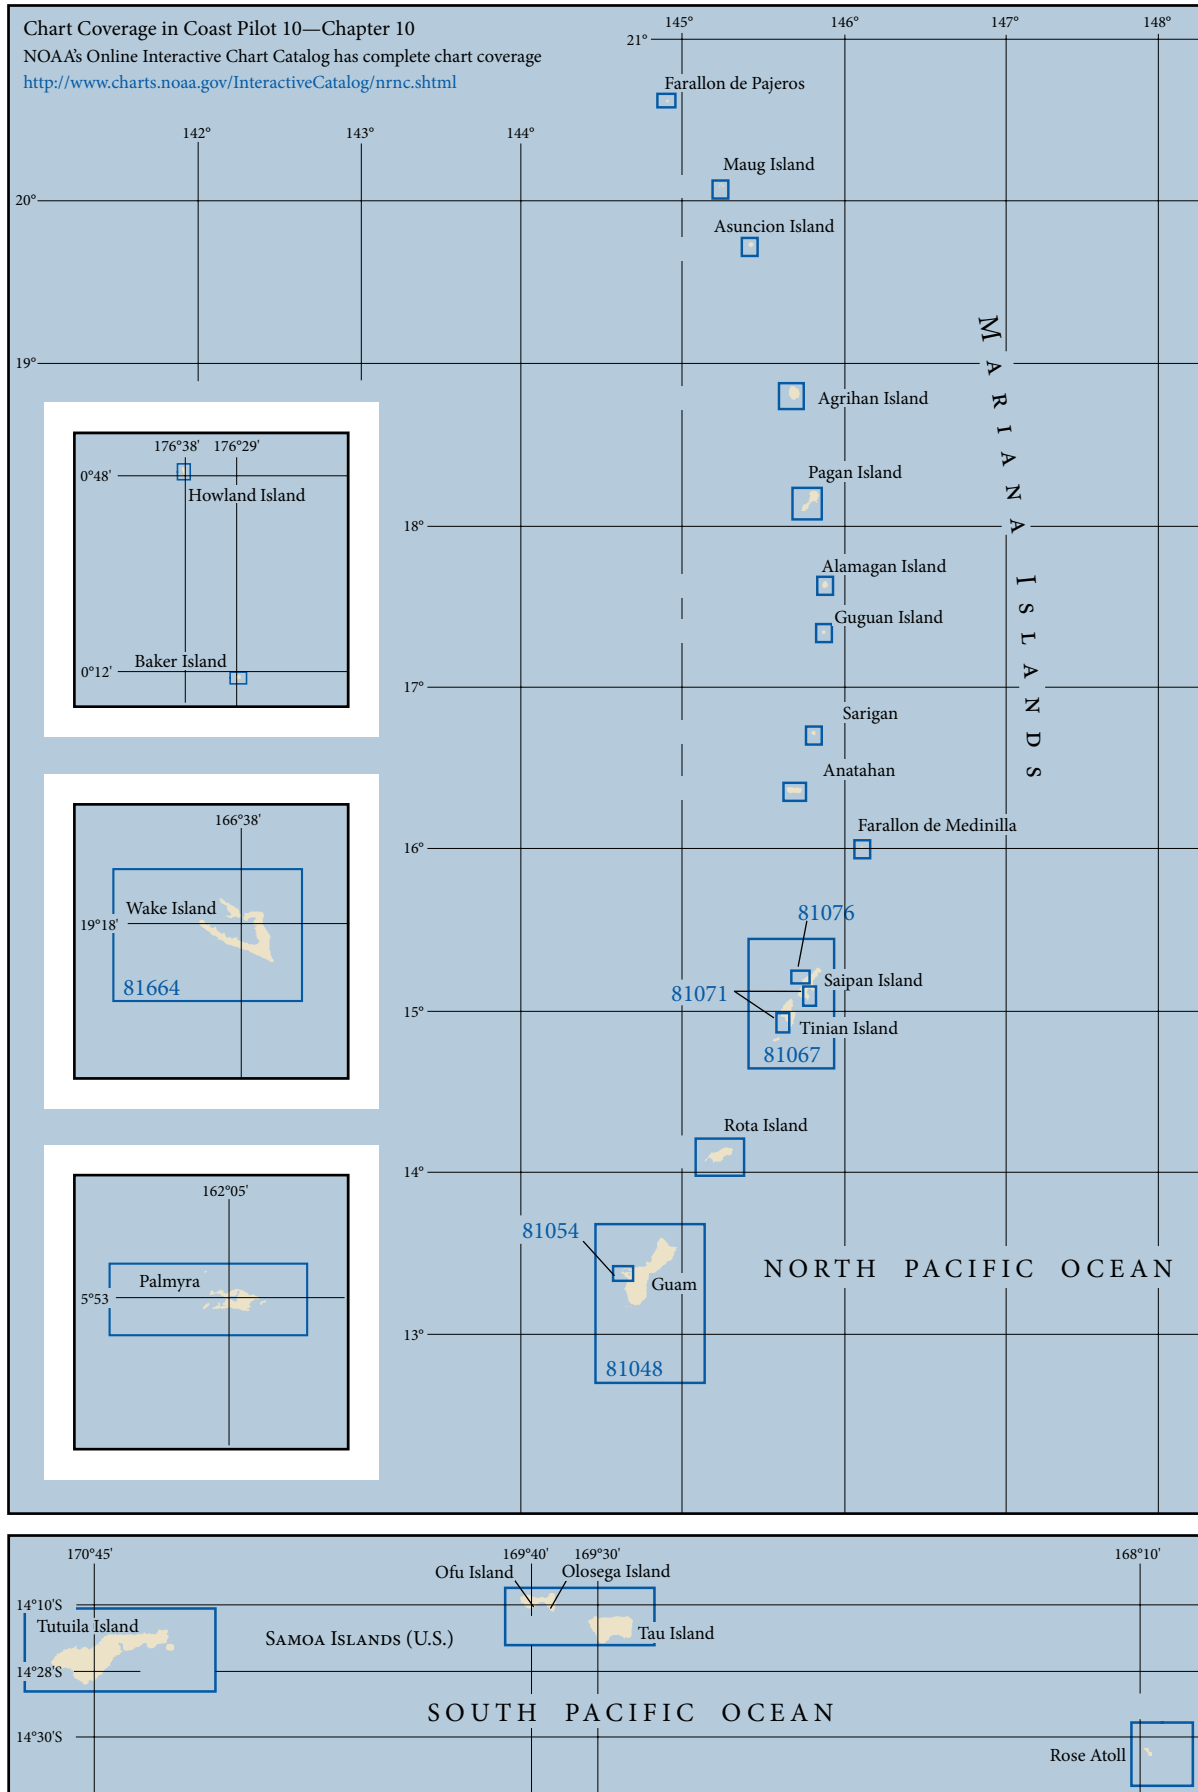 Chart Coverage in Coast Pilot 10—Chapter 10
NOAA's Online Interactive Chart Catalog has complete chart coverage
http://www.charts.noaa.gov/InteractiveCatalog/nrnc.shtml
145° 146° 147° 148°
21°
Farallon de Pajeros
142° 143° 144°
Maug Island
20°
Asuncion Island
19°
MARIANA ISLANDS
Agrihan Island
Pagan Island
18°
Alamagan Island
Guguan Island
17°
Sarigan
Anatahan
Farallon de Medinilla
16°
81076
Saipan Island
81071
15°
Tinian Island
81067
Rota Island
14°
81054
Guam
NORTH PACIFIC OCEAN
13°
81048
176°38' 176°29'
0°48'
Howland Island
Baker Island
0°12'
166°38'
Wake Island
19°18'
81664
162°05'
Palmyra
5°53
170°45' 169°40' 169°30' 168°10'
Ofu Island Olosega Island
14°10'S
Tutuila Island
SAMOA ISLANDS (U.S.)
Tau Island
14°28'S
SOUTH PACIFIC OCEAN
14°30'S
Rose Atoll